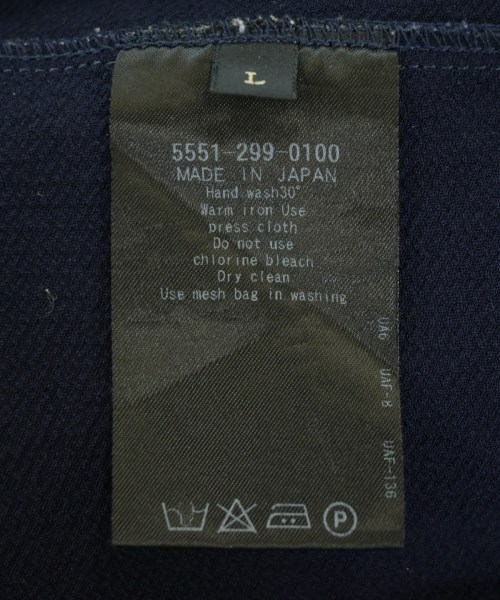 L
5551-299-0100
MADE IN JAPAN
Hand wash30°
Warm iron Use
press cloth
Do not use
chlorine bleach
Dry clean
Use mesh bag in washing
UA6 UAF-8 UAF-136
P